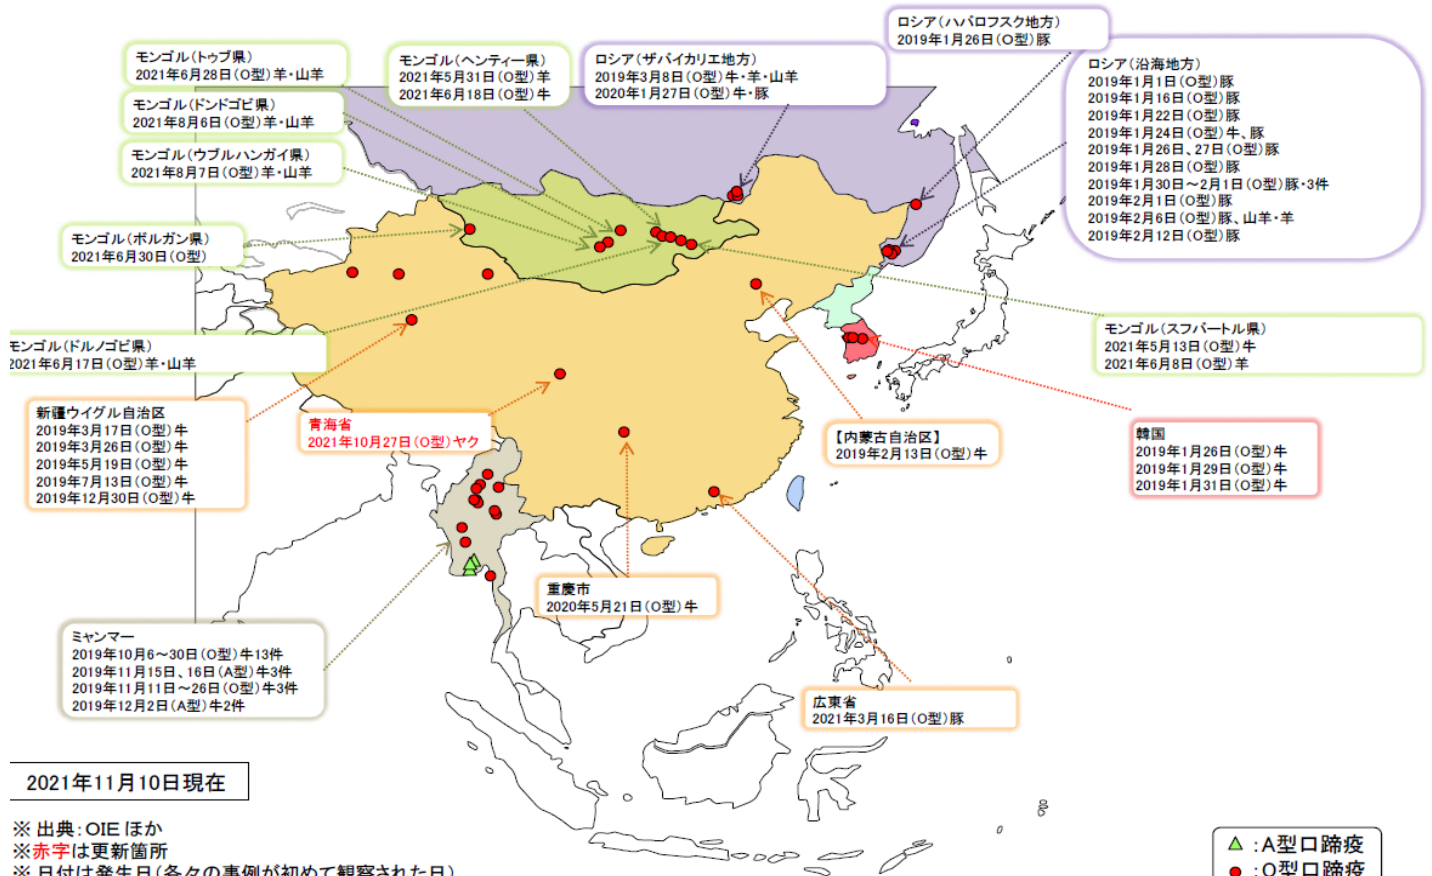 ロシア(ハバロフスク地方)
2019年1月26日(O型)豚
モンゴル(トゥブ県)
2021年6月28日(O型)羊・山羊
モンゴル(ヘンティー県)
2021年5月31日(O型)羊
2021年6月18日(O型)牛
ロシア(ザバイカリエ地方)
2019年3月8日(O型)牛・羊・山羊
2020年1月27日(O型)牛・豚
ロシア(沿海地方)
2019年1月1日(O型)豚
2019年1月16日(O型)豚
2019年1月22日(O型)豚
2019年1月24日(O型)牛、豚
2019年1月26日、27日(O型)豚
2019年1月28日(O型)豚
2019年1月30日～2月1日(O型)豚・3件
2019年2月1日(O型)豚
2019年2月6日(O型)豚、山羊・羊
2019年2月12日(O型)豚
モンゴル(ドンドゴビ県)
2021年8月6日(O型)羊・山羊
モンゴル(ウブルハンガイ県)
2021年8月7日(O型)羊・山羊
モンゴル(ボルガン県)
2021年6月30日(O型)
モンゴル(ドルノゴビ県)
2021年6月17日(O型)羊・山羊
モンゴル(スフバートル県)
2021年5月13日(O型)牛
2021年6月8日(O型)羊
新疆ウイグル自治区
2019年3月17日(O型)牛
2019年3月26日(O型)牛
2019年5月19日(O型)牛
2019年7月13日(O型)牛
2019年12月30日(O型)牛
青海省
2021年10月27日(O型)ヤク
【内蒙古自治区】
2019年2月13日(O型)牛
韓国
2019年1月26日(O型)牛
2019年1月29日(O型)牛
2019年1月31日(O型)牛
重慶市
2020年5月21日(O型)牛
ミャンマー
2019年10月6～30日(O型)牛13件
2019年11月15日、16日(A型)牛3件
2019年11月11日～26日(O型)牛3件
2019年12月2日(A型)牛2件
広東省
2021年3月16日(O型)豚
2021年11月10日現在
※ 出典:OIE ほか
※赤字は更新箇所
※ 日付は発生日(各々の事例が初めて観察された日)
△ :A型口蹄疫
● :O型口蹄疫